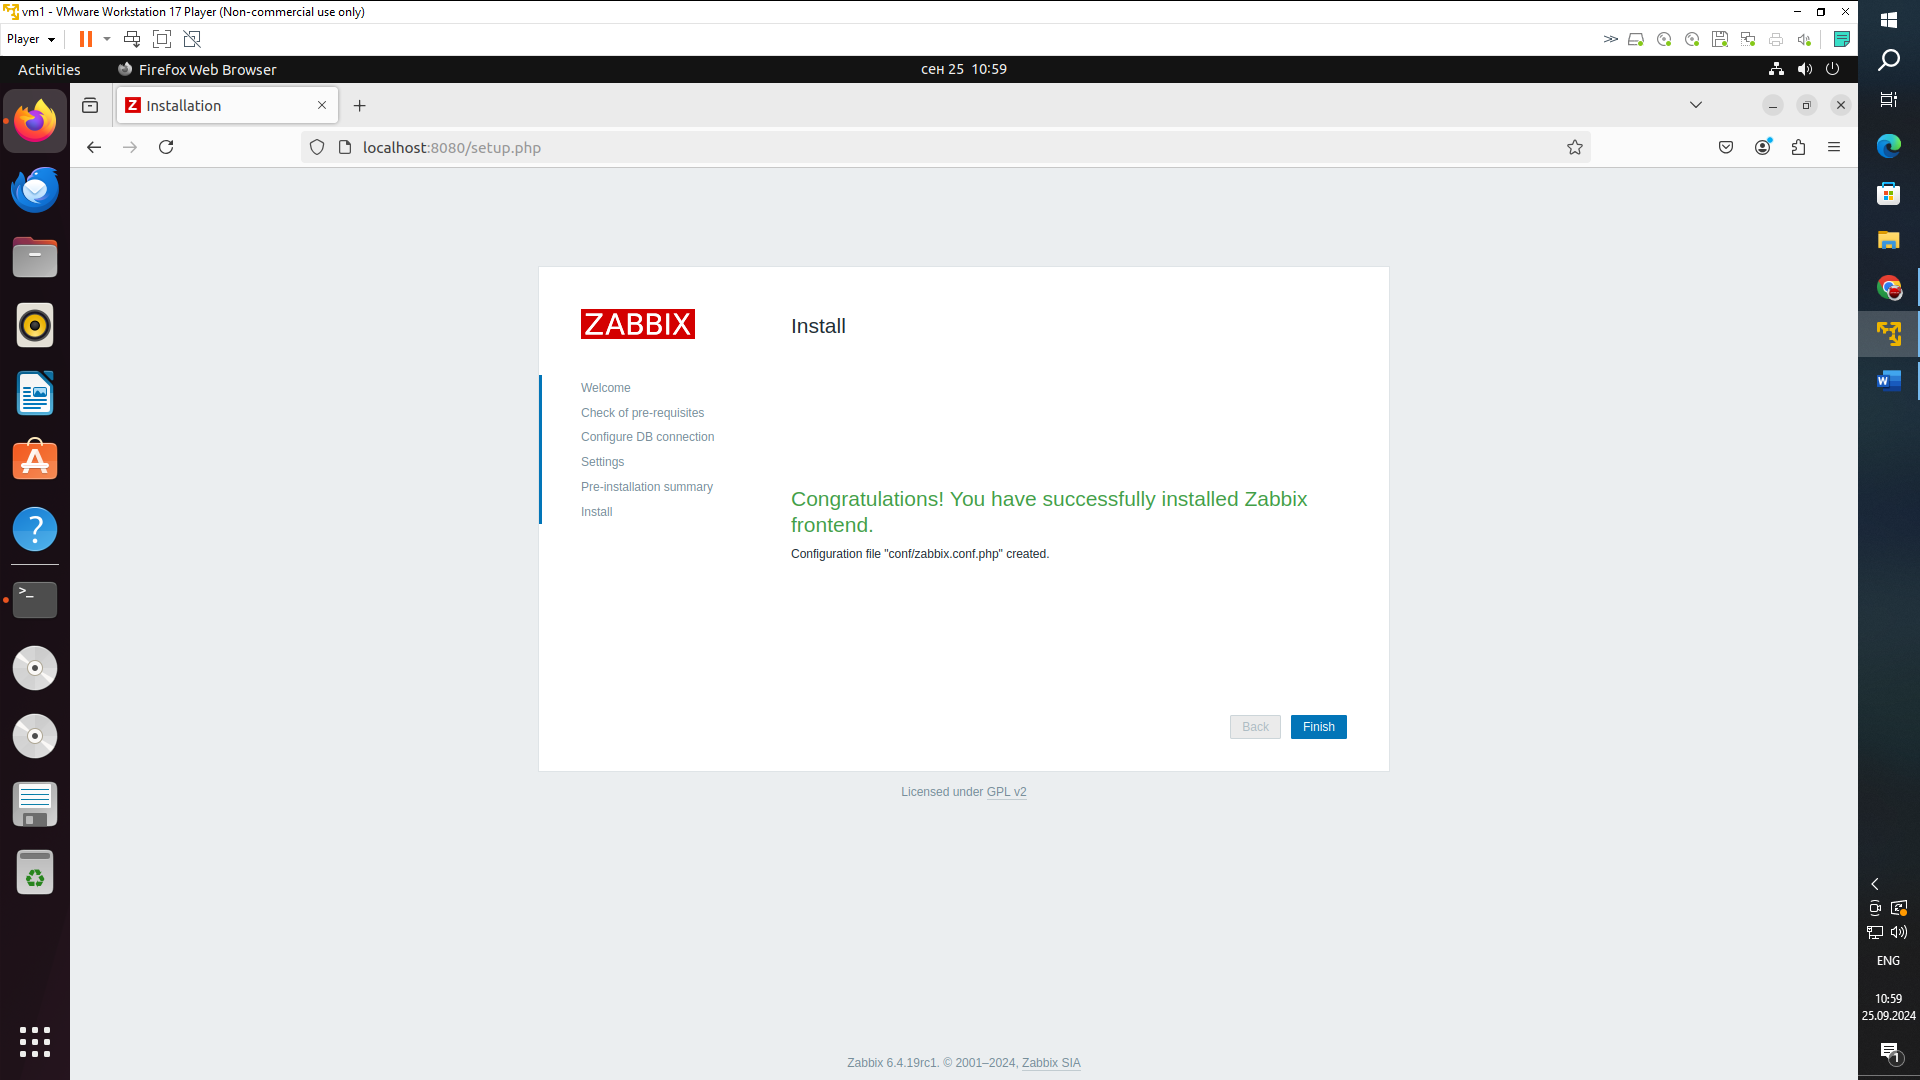 vm1 - VMware Workstation 17 Player (Non-commercial use only)
Player
Activities
Firefox Web Browser
сен 25 10:59
Z Installation
localhost:8080/setup.php
ZABBIX
Install
Welcome
Check of pre-requisites
Configure DB connection
Settings
Pre-installation summary
Install
Congratulations! You have successfully installed Zabbix
frontend.
Configuration file "conf/zabbix.conf.php" created.
Back
Finish
Licensed under GPL v2
Zabbix 6.4.19rc1. © 2001–2024, Zabbix SIA
ENG
10:59
25.09.2024
1